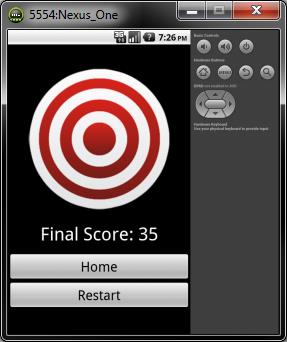 5554:Nexus_One
3G
7:26 PM
Final Score: 35
Home
Restart
Basic Controls
Hardware Buttons
MENU
DPAD not enabled in AVD
Hardware Keyboard
Use your physical keyboard to provide input